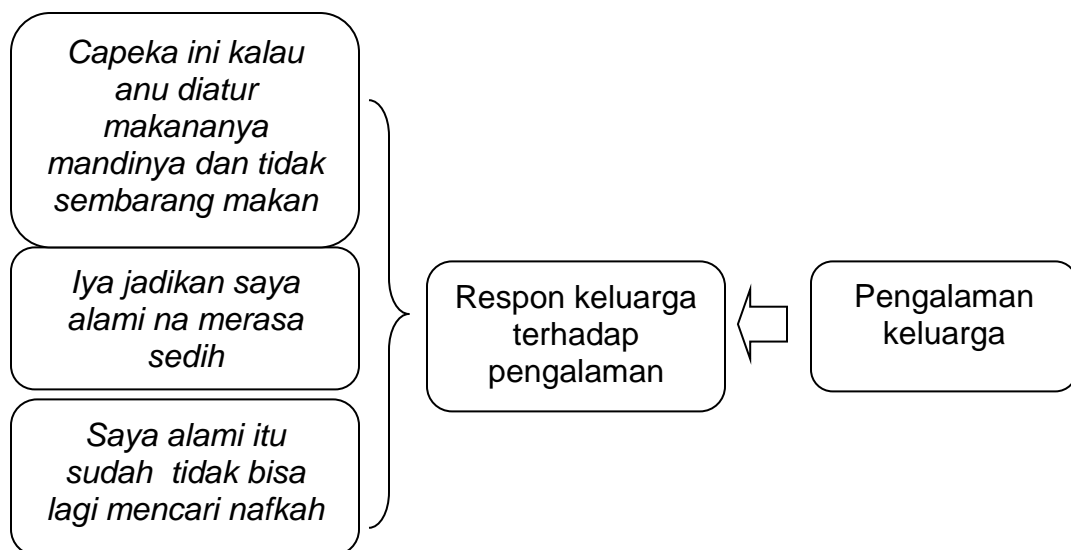 Capeka ini kalau
anu diatur
makananya
mandinya dan tidak
sembarang makan
Iya jadikan saya
alami na merasa
sedih
Saya alami itu
sudah tidak bisa
lagi mencari nafkah
Respon keluarga
terhadap
pengalaman
Pengalaman
keluarga